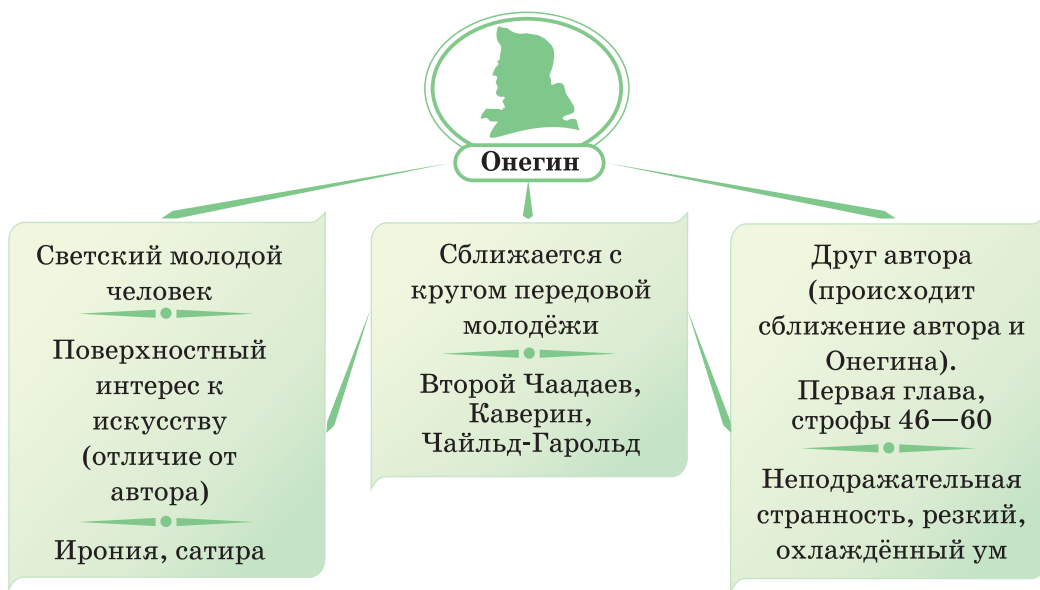 Онегин
Светский молодой
человек
Поверхностный
интерес к
искусству
(отличие от
автора)
Ирония, сатира
Сближается с
кругом передовой
молодёжи
Второй Чаадаев,
Каверин,
Чайльд-Гарольд
Друг автора
(происходит
сближение автора и
Онегина).
Первая глава,
строфы 46—60
Неподражательная
странность, резкий,
охлаждённый ум